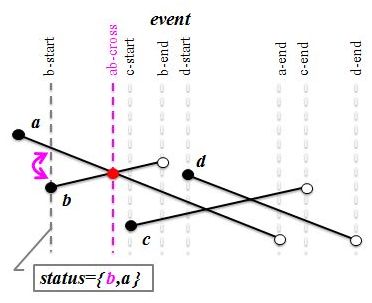 event
b-start
ab-cross
c-start
b-end
d-start
a-end
c-end
d-end
a
b
d
c
status={b,a}